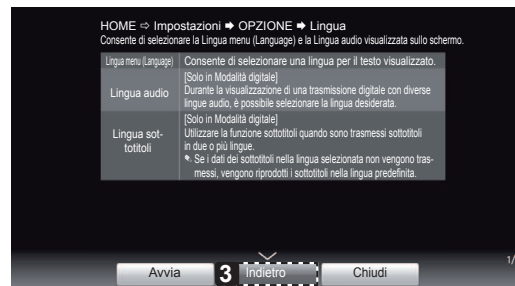 HOME ⇨ Impostazioni ➡ OPZIONE ➡ Lingua
Consente di selezionare la Lingua menu (Language) e la Lingua audio visualizzata sullo schermo.
Lingua menu (Language) Consente di selezionare una lingua per il testo visualizzato.
Lingua audio
[Solo in Modalità digitale]
Durante la visualizzazione di una trasmissione digitale con diverse
lingue audio, è possibile selezionare la lingua desiderata.
Lingua sot-
totitoli
[Solo in Modalità digitale]
Utilizzare la funzione sottotitoli quando sono trasmessi sottotitoli
in due o più lingue.
✎ Se i dati dei sottotitoli nella lingua selezionata non vengono tras-
messi, vengono riprodotti i sottotitoli nella lingua predefinita.
1/
Avvia 3 Indietro Chiudi